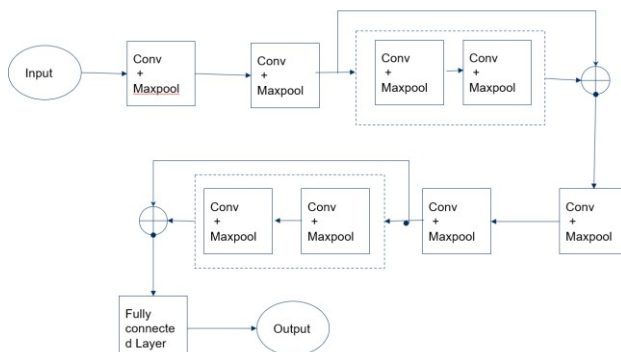 Input
Conv
+
Maxpool
Conv
+
Maxpool
Conv
+
Maxpool
Conv
+
Maxpool
Conv
+
Maxpool
Conv
+
Maxpool
Conv
+
Maxpool
Conv
+
Maxpool
Fully
connecte
d Layer
Output